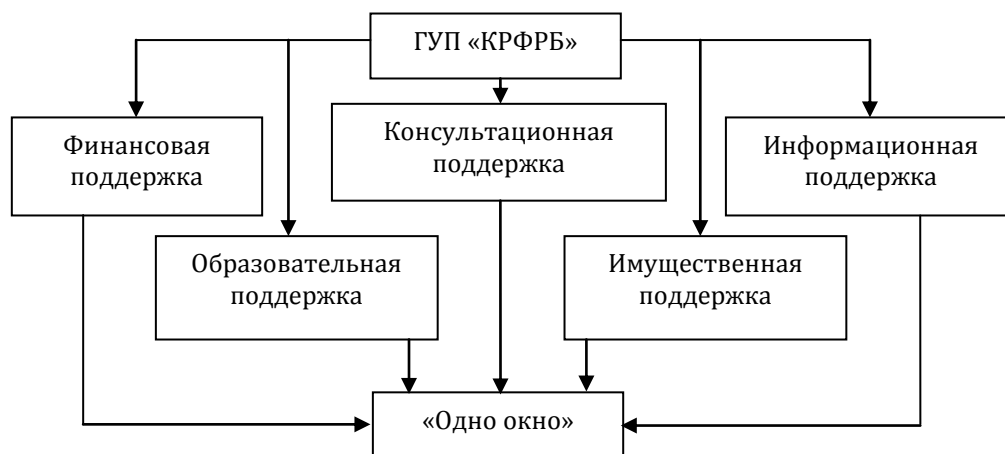 ГУП «КРФРБ»
Финансовая
поддержка
Консультационная
поддержка
Информационная
поддержка
Образовательная
поддержка
Имущественная
поддержка
«Одно окно»